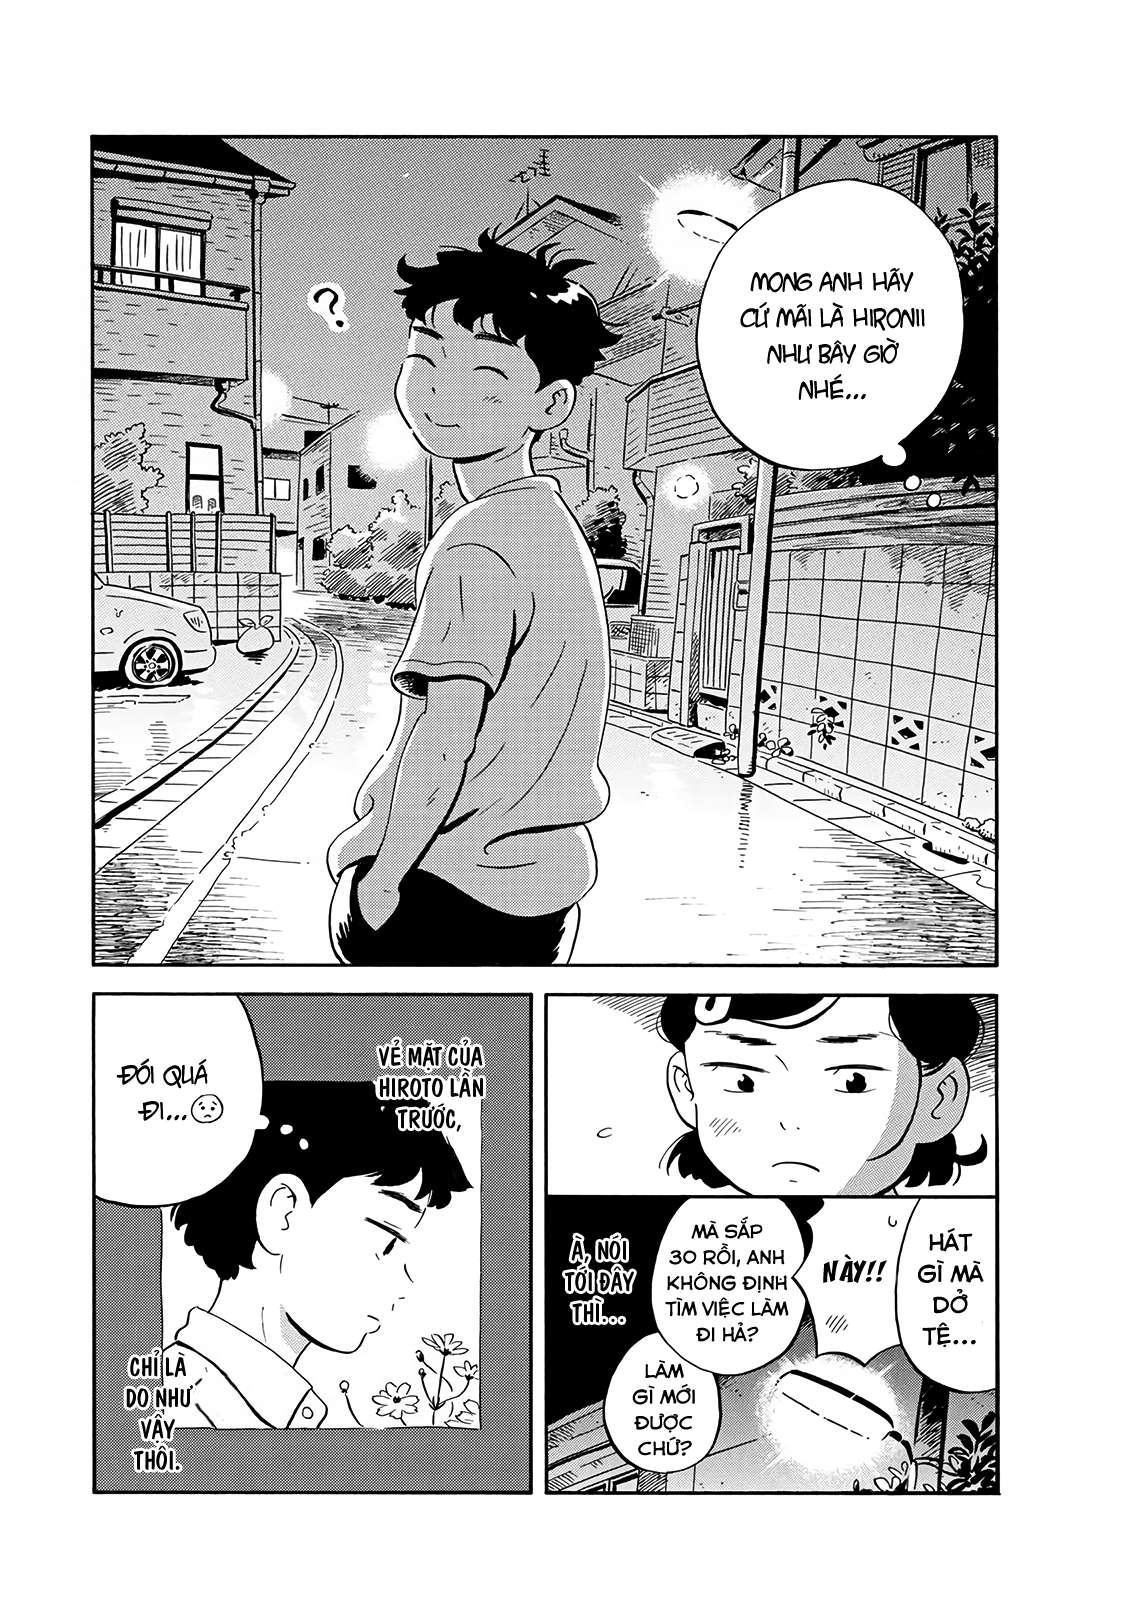 MONG ANH HÃY
CỨ MÃI LÀ HIRONII
NHƯ BÂY GIỜ
NHÉ...
?
HÁT
GÌ MÀ
DỞ
TỆ...
NÀY!!
MÀ SẮP
30 RỒI, ANH
KHÔNG ĐỊNH
TÌM VIỆC LÀM
ĐI HẢ?
LÀM
GÌ MỚI
ĐƯỢC
CHỨ?
À, NÓI
TỚI ĐÂY
THÌ...
VẺ MẶT CỦA
HIROTO LẦN
TRƯỚC,
ĐÓI QUÁ
ĐI...😟
CHỈ LÀ
DO NHƯ
VẬY
THÔI.